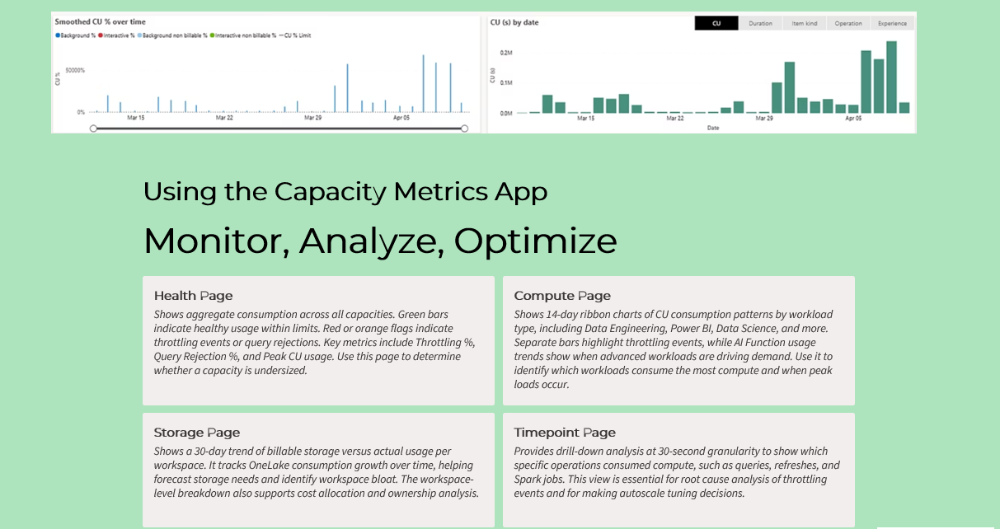 Smoothed CU % over time
Background % Interactive % Background non billable % Interactive non billable % CU % Limit
CU %
50000%
0%
Mar 15 Mar 22 Mar 29 Apr 05
CU (s) by date
CU Duration Item kind Operation Experience
CU (s)
0.2M
0.1M
0.0M
Mar 15 Mar 22 Mar 29 Apr 05
Date
Using the Capacity Metrics App
Monitor, Analyze, Optimize
Health Page
Shows aggregate consumption across all capacities. Green bars
indicate healthy usage within limits. Red or orange flags indicate
throttling events or query rejections. Key metrics include Throttling %,
Query Rejection %, and Peak CU usage. Use this page to determine
whether a capacity is undersized.
Compute Page
Shows 14-day ribbon charts of CU consumption patterns by workload
type, including Data Engineering, Power BI, Data Science, and more.
Separate bars highlight throttling events, while AI Function usage
trends show when advanced workloads are driving demand. Use it to
identify which workloads consume the most compute and when peak
loads occur.
Storage Page
Shows a 30-day trend of billable storage versus actual usage per
workspace. It tracks OneLake consumption growth over time, helping
forecast storage needs and identify workspace bloat. The workspace-
level breakdown also supports cost allocation and ownership analysis.
Timepoint Page
Provides drill-down analysis at 30-second granularity to show which
specific operations consumed compute, such as queries, refreshes, and
Spark jobs. This view is essential for root cause analysis of throttling
events and for making autoscale tuning decisions.